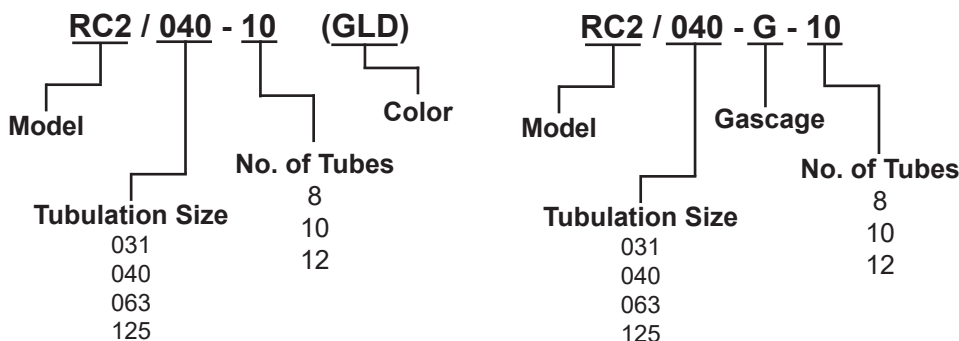 RC2 / 040 - 10 (GLD)
Model
Color
No. of Tubes
8
10
12
Tubulation Size
031
040
063
125
RC2 / 040 - G - 10
Model
Gascage
No. of Tubes
8
10
12
Tubulation Size
031
040
063
125